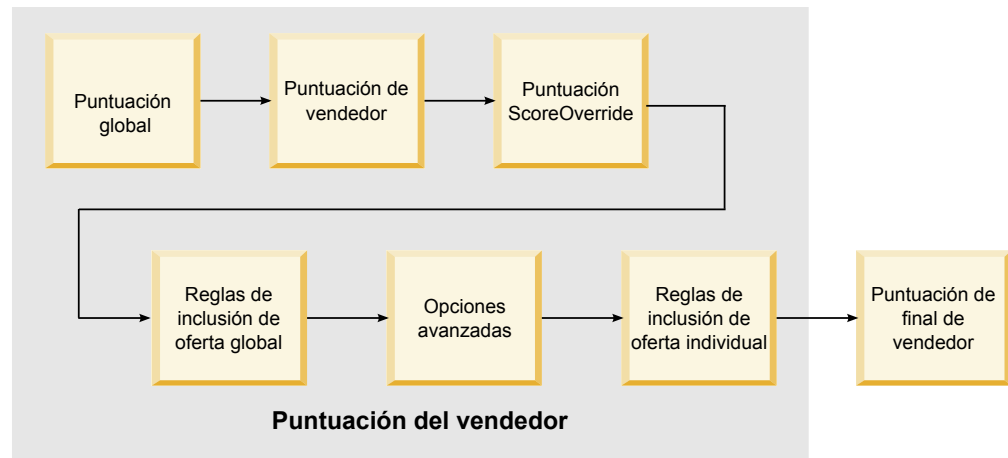 Puntuación
global
Puntuación de
vendedor
Puntuación
ScoreOverride
Reglas de
inclusión de
oferta global
Opciones
avanzadas
Reglas de
inclusión de
oferta individual
Puntuación de
final de
vendedor
Puntuación del vendedor